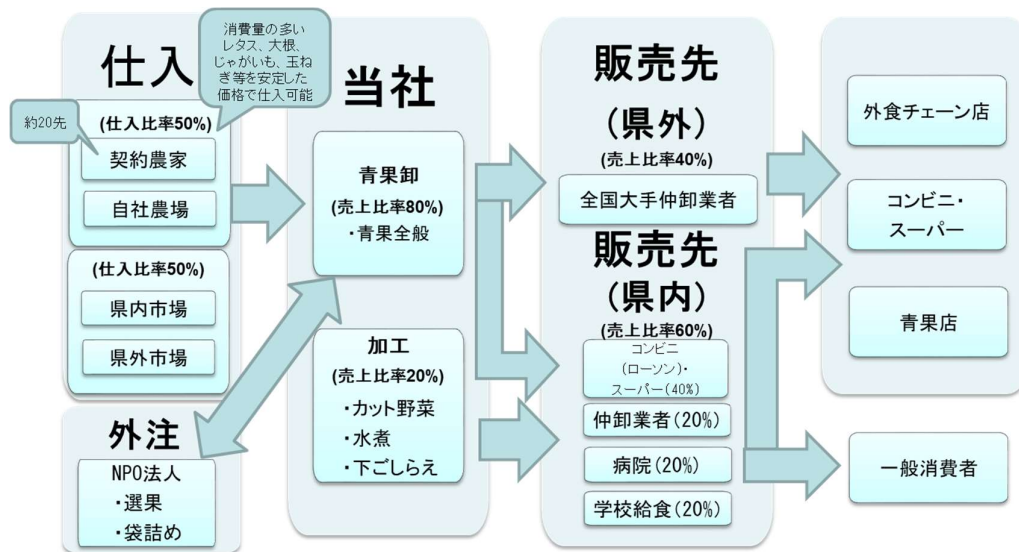 仕入
消費量の多い
レタス、大根、
じゃがいも、玉ね
ぎ等を安定した
価格で仕入可能
約20先
(仕入比率50%)
契約農家
自社農場
(仕入比率50%)
県内市場
県外市場
外注
NPO法人
・選果
・袋詰め
当社
青果卸
(売上比率80%)
・青果全般
加工
(売上比率20%)
・カット野菜
・水煮
・下ごしらえ
販売先
(県外)
(売上比率40%)
全国大手仲卸業者
販売先
(県内)
(売上比率60%)
コンビニ
(ローソン)・
スーパー(40%)
仲卸業者(20%)
病院(20%)
学校給食(20%)
外食チェーン店
コンビニ・
スーパー
青果店
一般消費者